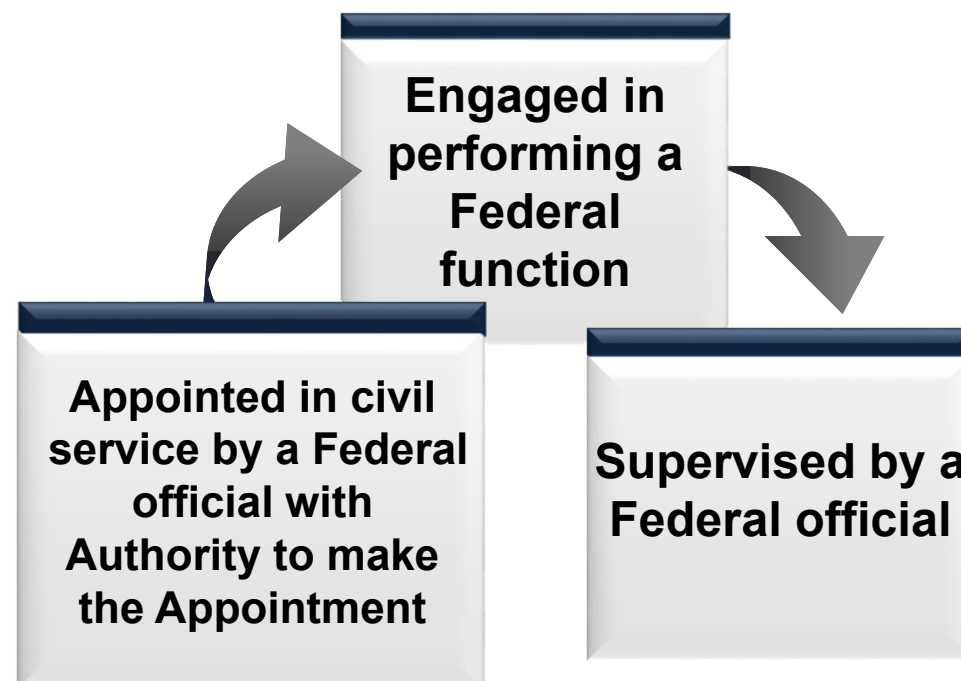 Engaged in
performing a
Federal
function
Appointed in civil
service by a Federal
official with
Authority to make
the Appointment
Supervised by a
Federal official